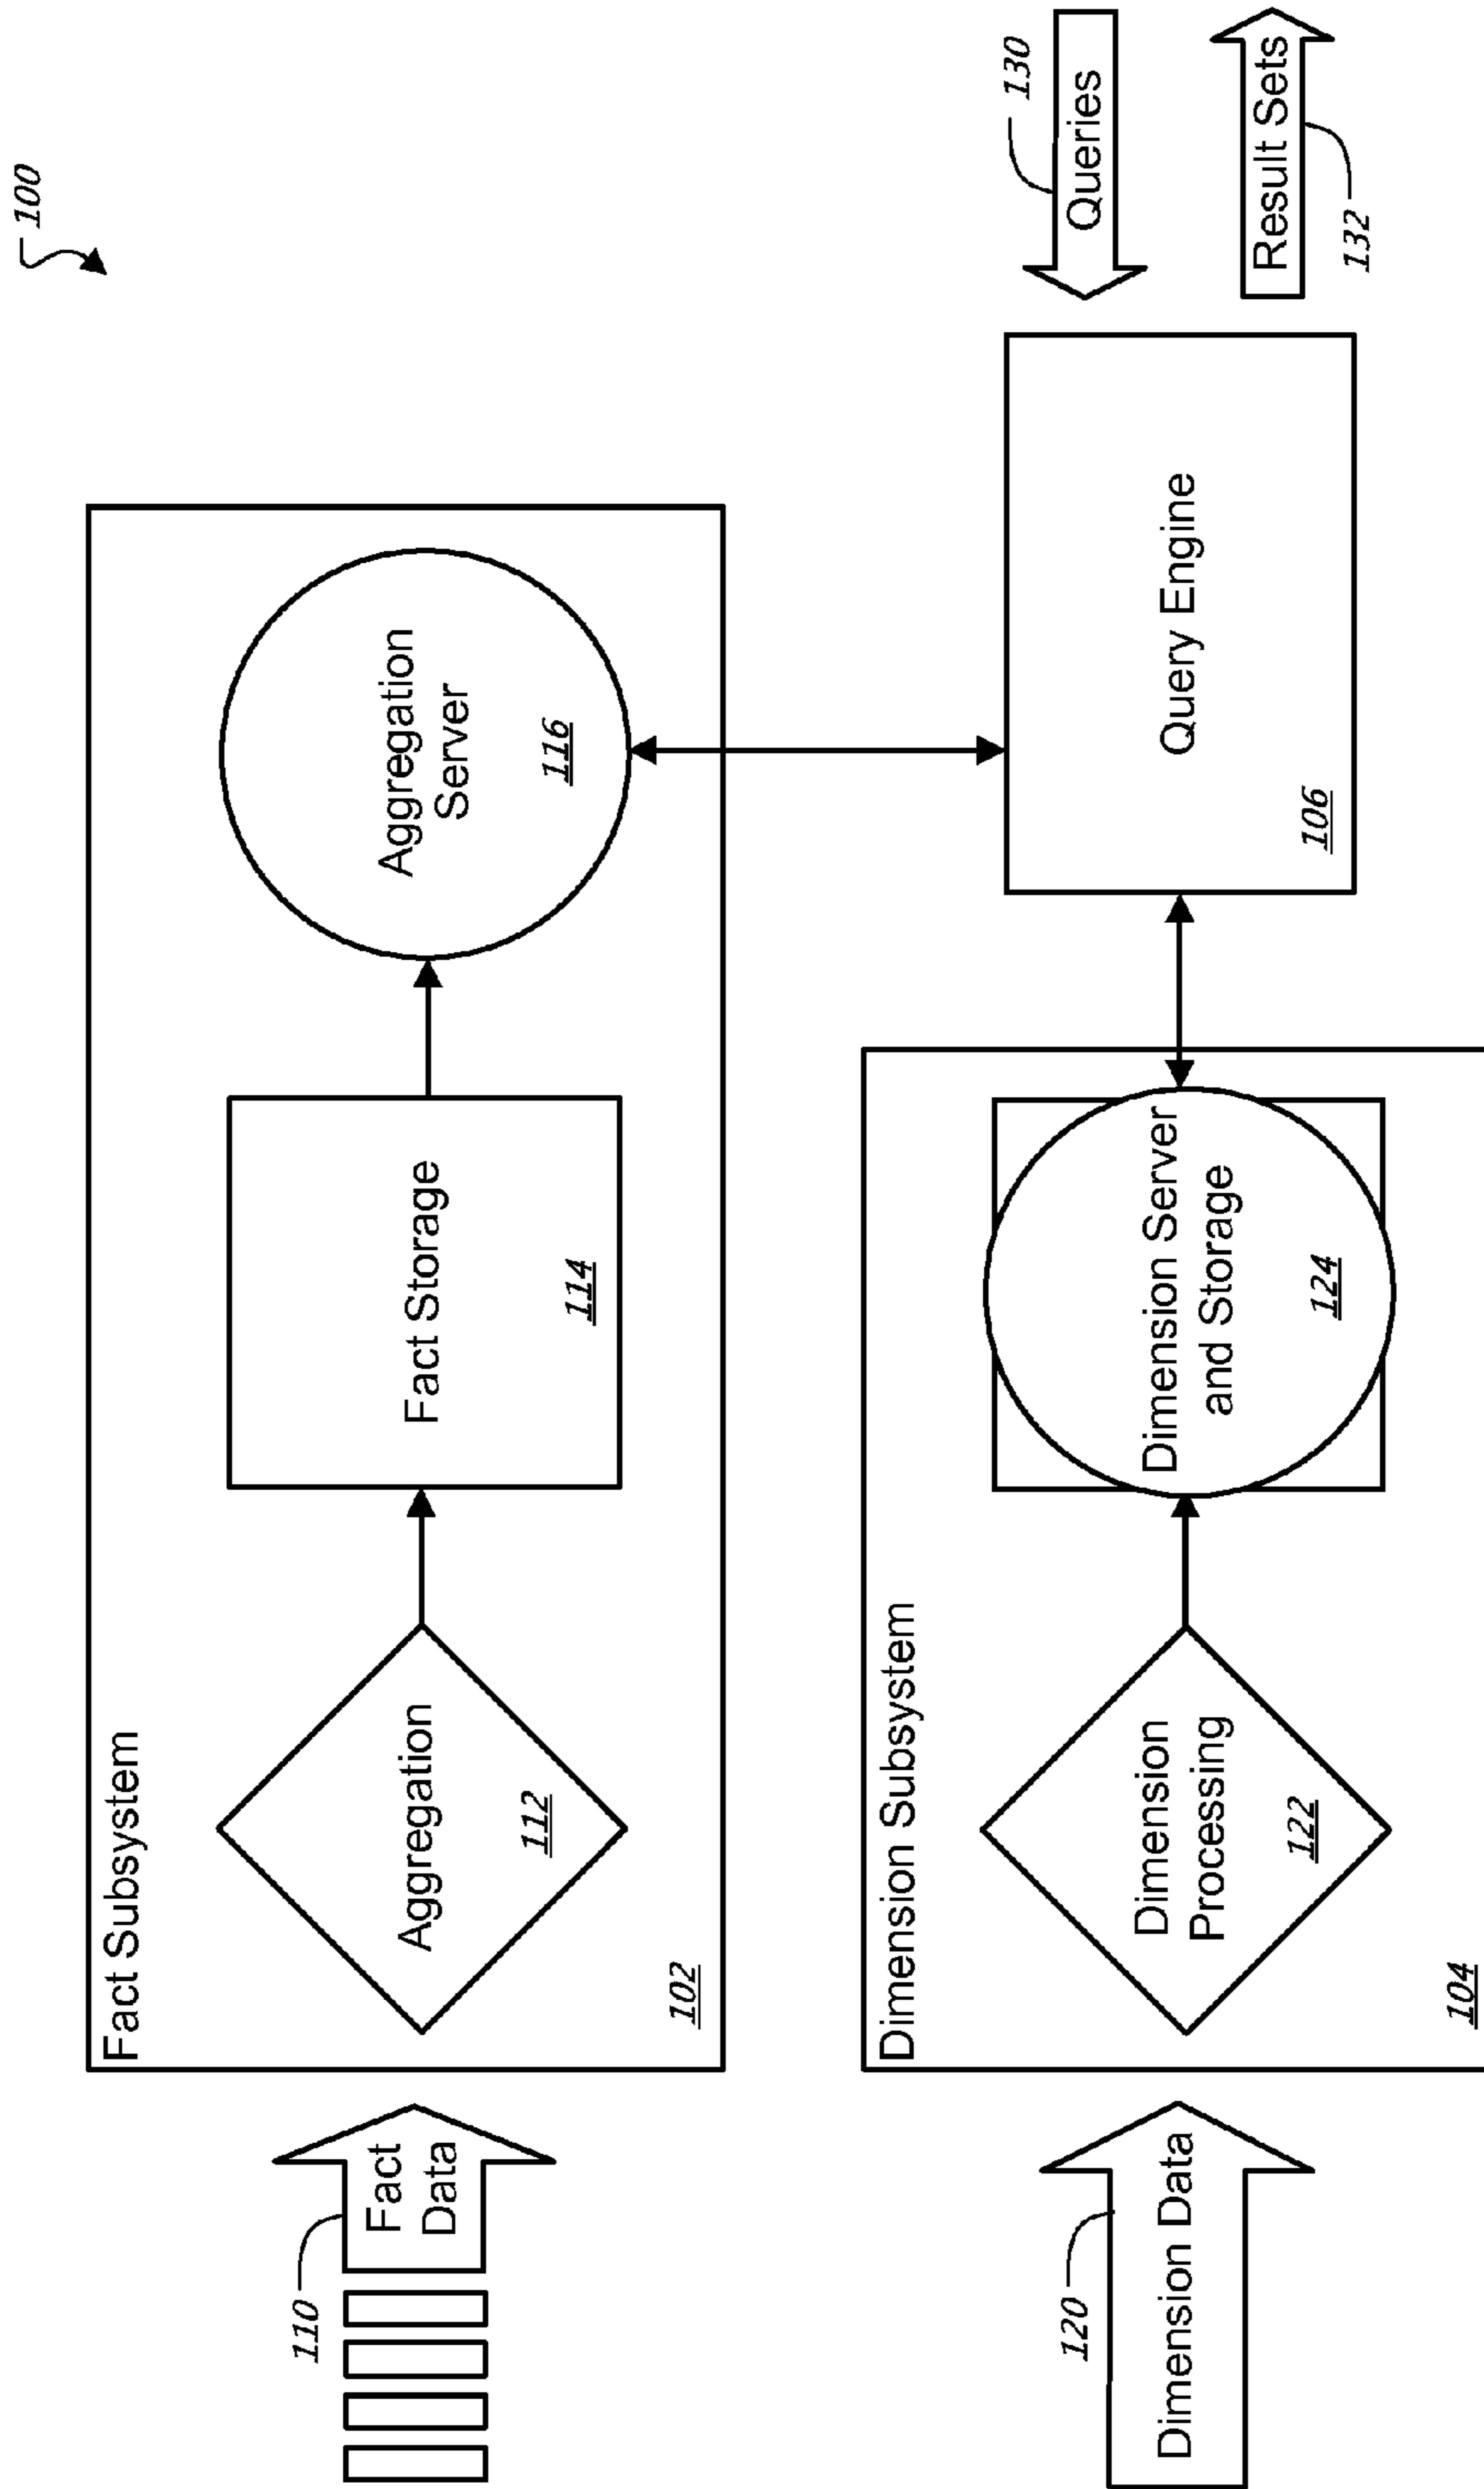 100
Fact Subsystem
110
Fact
Data
Aggregation
112
Fact Storage
114
Aggregation
Server
116
102
Dimension Subsystem
120
Dimension Data
Dimension
Processing
122
Dimension Server
and Storage
124
104
Query Engine
106
130
Queries
Result Sets
132